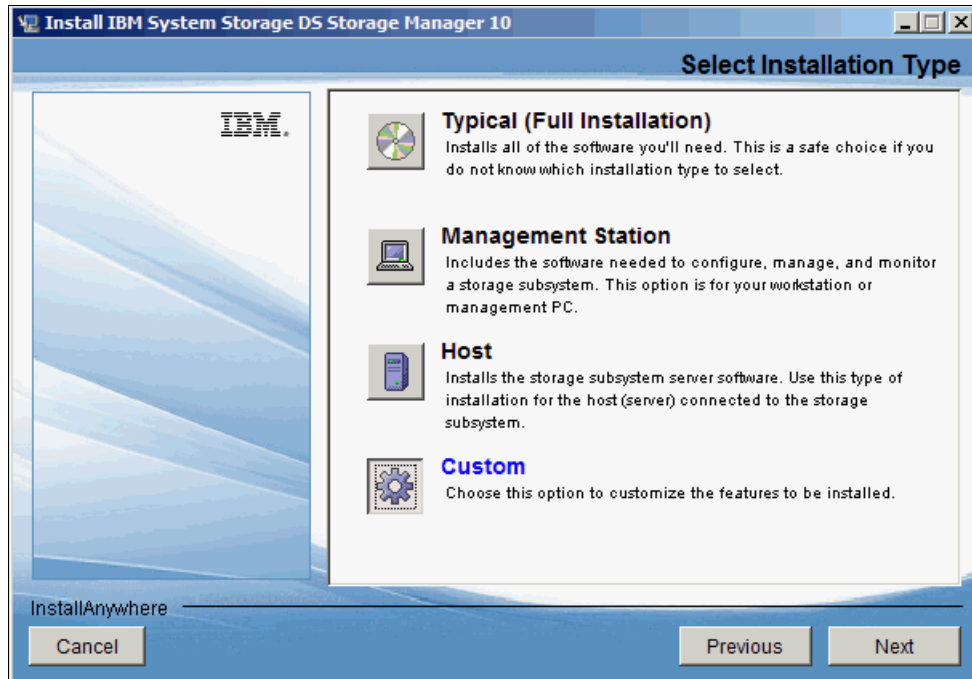 Install IBM System Storage DS Storage Manager 10
Select Installation Type
IBM.
Typical (Full Installation)
Installs all of the software you'll need. This is a safe choice if you
do not know which installation type to select.
Management Station
Includes the software needed to configure, manage, and monitor
a storage subsystem. This option is for your workstation or
management PC.
Host
Installs the storage subsystem server software. Use this type of
installation for the host (server) connected to the storage
subsystem.
Custom
Choose this option to customize the features to be installed.
InstallAnywhere
Cancel
Previous
Next